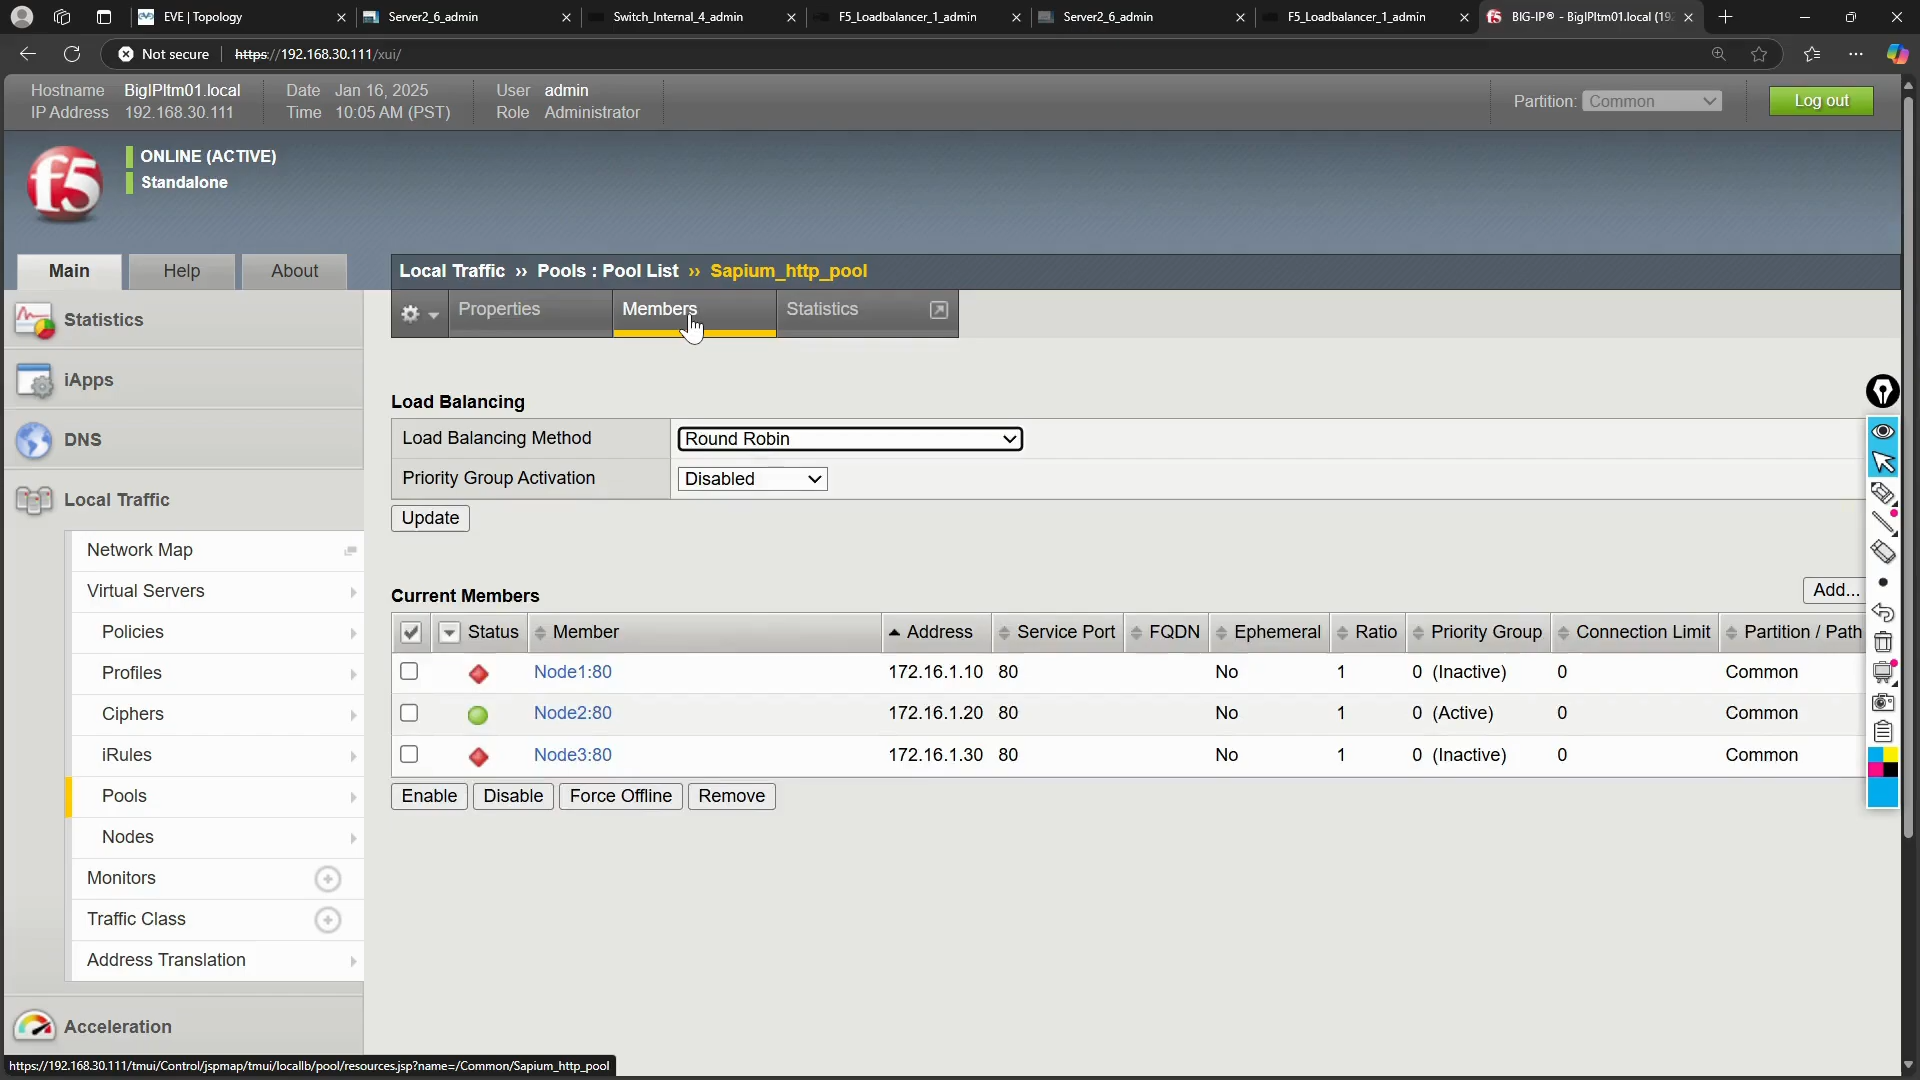 EVE | Topology
Server2_6_admin
Switch_Internal_4_admin
F5_Loadbalancer_1_admin
Server2_6_admin
F5_Loadbalancer_1_admin
BIG-IP® - BigIPltm01.local (192
Not secure
https://192.168.30.111/xui/
Hostname BigIPltm01.local
IP Address 192.168.30.111
Date Jan 16, 2025
Time 10:05 AM (PST)
User admin
Role Administrator
Partition: Common
Log out
f5
ONLINE (ACTIVE)
Standalone
Main
Help
About
Local Traffic ›› Pools : Pool List ›› Sapium_http_pool
Properties
Members
Statistics
Statistics
iApps
DNS
Local Traffic
Network Map
Virtual Servers
Policies
Profiles
Ciphers
iRules
Pools
Nodes
Monitors
Traffic Class
Address Translation
Acceleration
Load Balancing
Load Balancing Method Round Robin
Priority Group Activation Disabled
Update
Current Members
Add...
Status Member Address Service Port FQDN Ephemeral Ratio Priority Group Connection Limit Partition / Path
Node1:80 172.16.1.10 80 No 1 0 (Inactive) 0 Common
Node2:80 172.16.1.20 80 No 1 0 (Active) 0 Common
Node3:80 172.16.1.30 80 No 1 0 (Inactive) 0 Common
Enable Disable Force Offline Remove
https://192.168.30.111/tmui/Control/jspmap/tmui/locallb/pool/resources.jsp?name=/Common/Sapium_http_pool